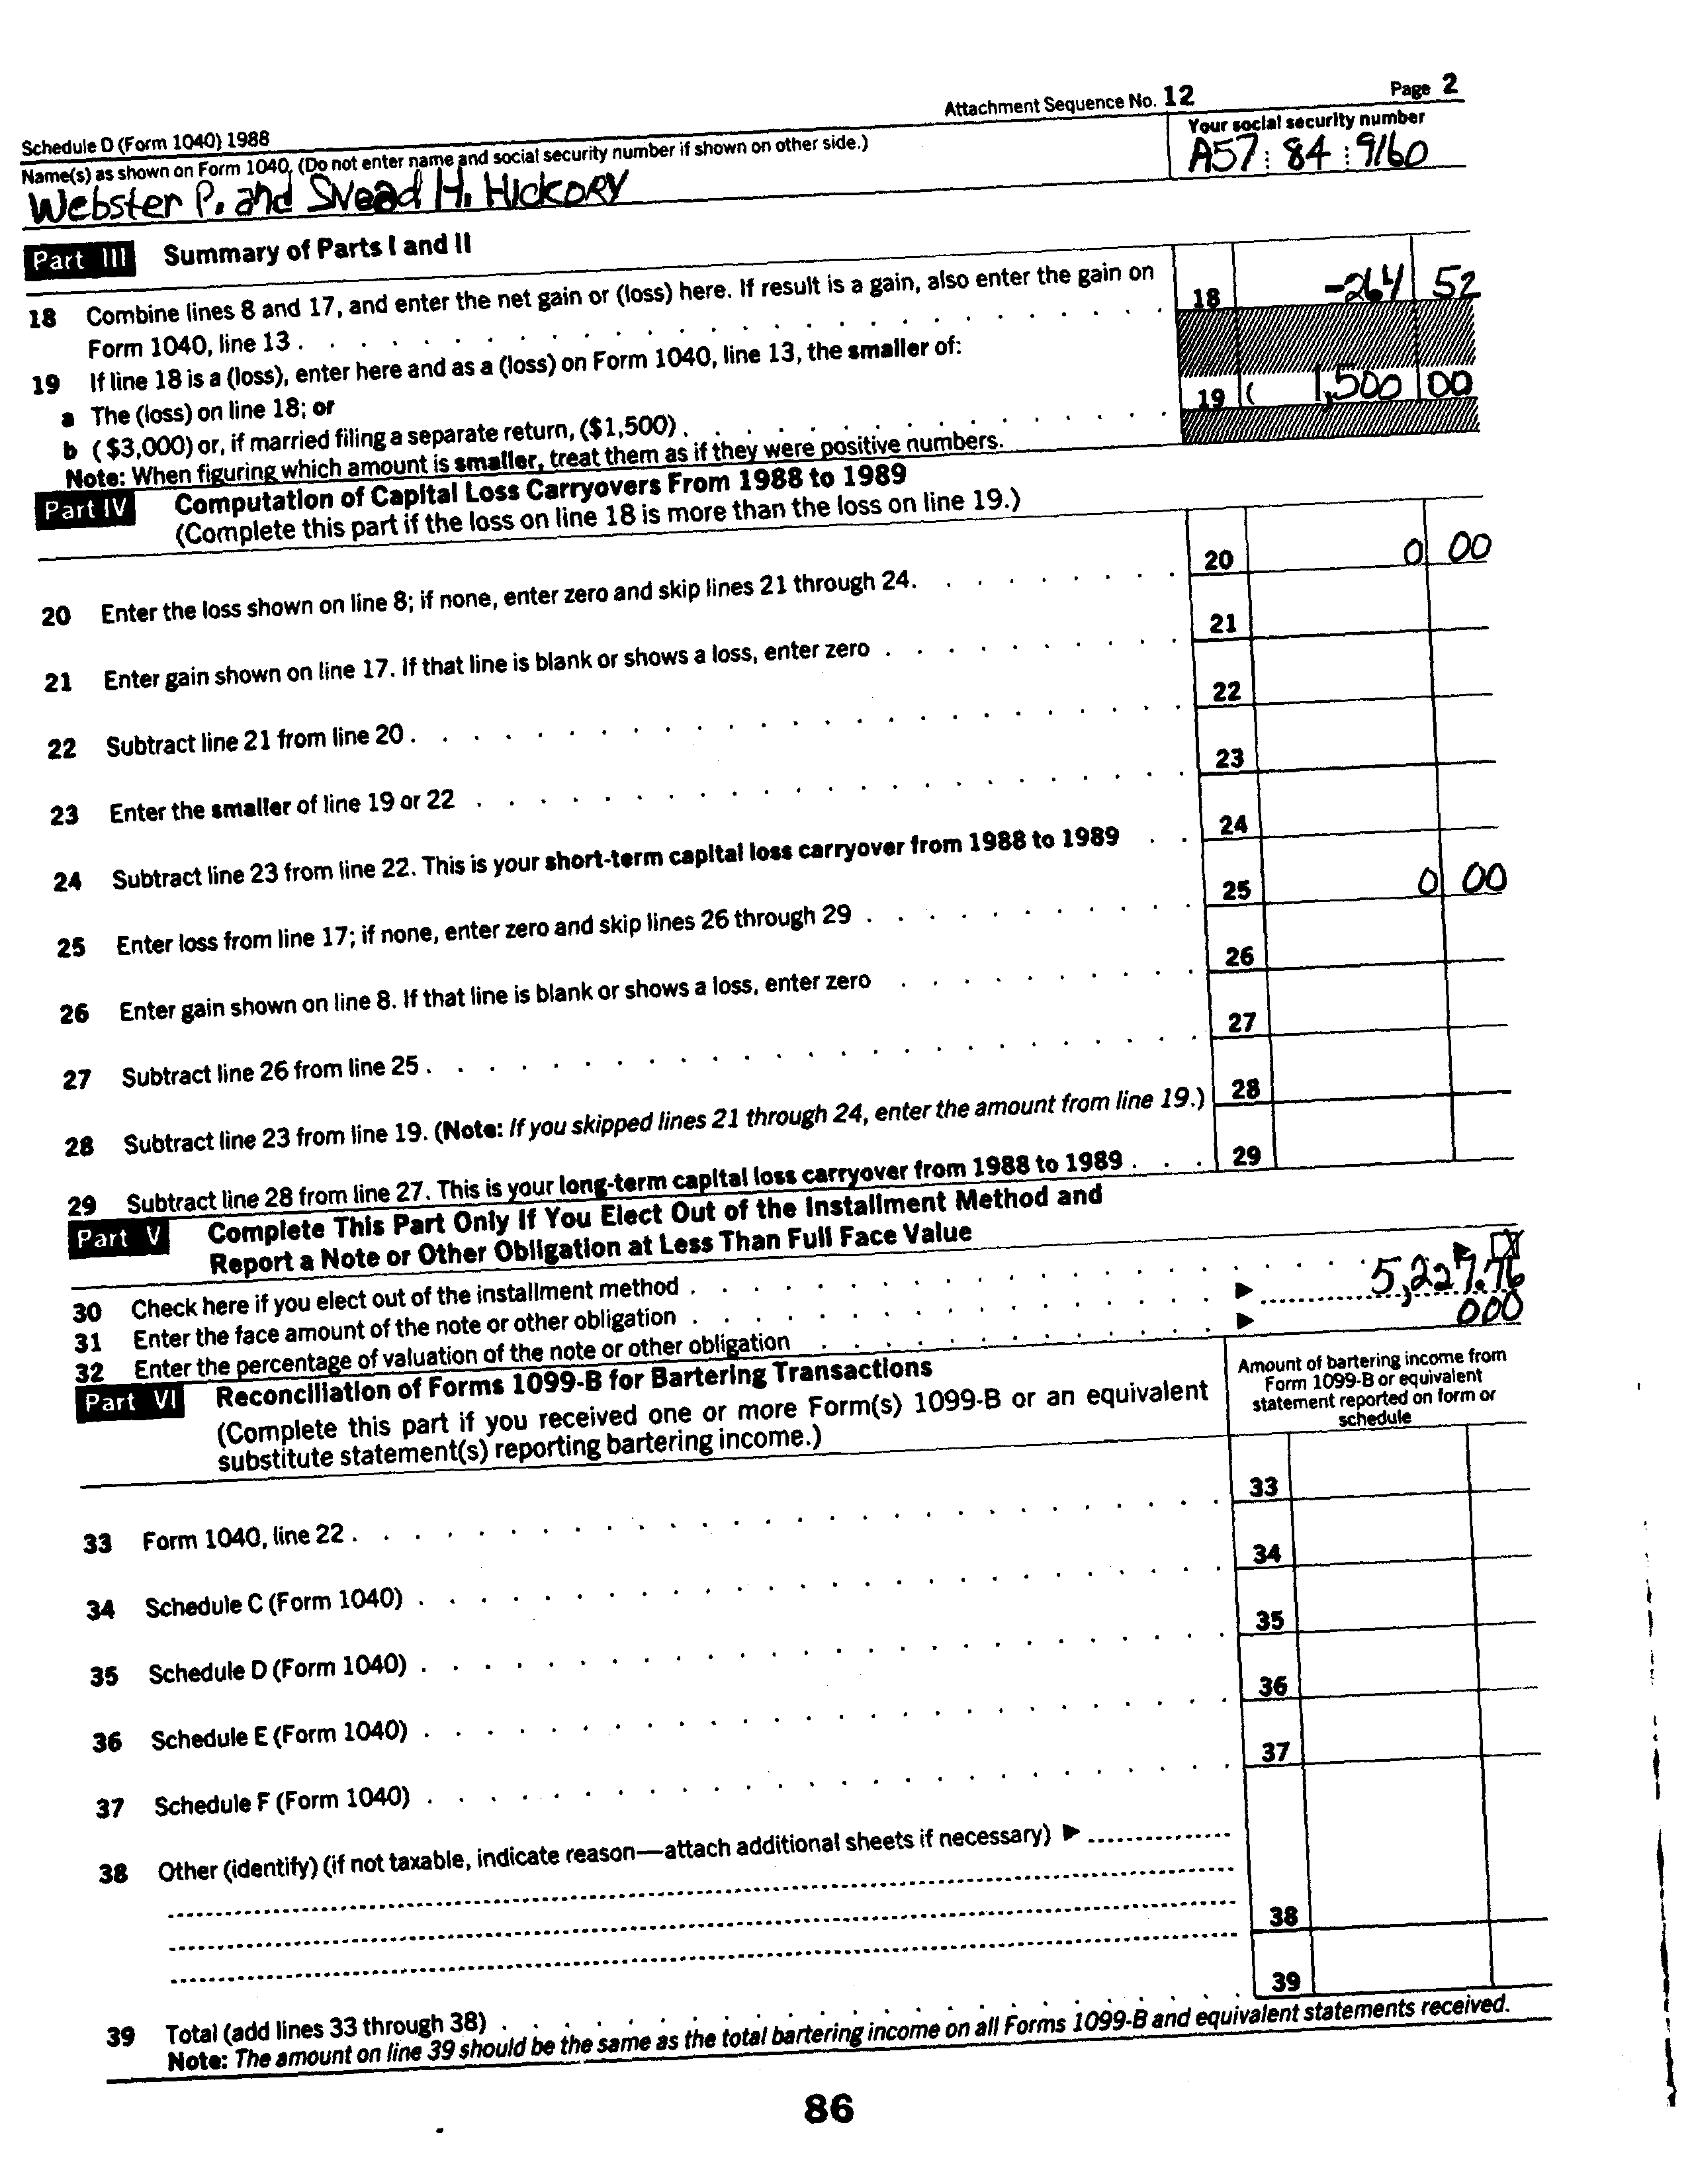 Attachment Sequence No. 12 Page 2
Schedule D (Form 1040) 1988
Name(s) as shown on Form 1040. (Do not enter name and social security number if shown on other side.)
Your social security number
Webster P. and H. Hickory
A57 84 9160
Part III Summary of Parts I and II
18 Combine lines 8 and 17, and enter the net gain or (loss) here. If result is a gain, also enter the gain on
Form 1040, line 13 . . . 18 -264 52
19 If line 18 is a (loss), enter here and as a (loss) on Form 1040, line 13, the smaller of:
a The (loss) on line 18; or
b ($3,000) or, if married filing a separate return, ($1,500) . . . 19 ( 1,500 00
Note: When figuring which amount is smaller, treat them as if they were positive numbers.
Part IV Computation of Capital Loss Carryovers From 1988 to 1989
(Complete this part if the loss on line 18 is more than the loss on line 19.)
20 Enter the loss shown on line 8; if none, enter zero and skip lines 21 through 24. . . . 20 0 00
21 Enter gain shown on line 17. If that line is blank or shows a loss, enter zero . . . 21
22 Subtract line 21 from line 20 . . . 22
23 Enter the smaller of line 19 or 22 . . . 23
24 Subtract line 23 from line 22. This is your short-term capital loss carryover from 1988 to 1989 . . 24
25 Enter loss from line 17; if none, enter zero and skip lines 26 through 29 . . . 25 0 00
26 Enter gain shown on line 8. If that line is blank or shows a loss, enter zero . . . 26
27 Subtract line 26 from line 25 . . . 27
28 Subtract line 23 from line 19. (Note: If you skipped lines 21 through 24, enter the amount from line 19.) 28
29 Subtract line 28 from line 27. This is your long-term capital loss carryover from 1988 to 1989 . . . 29
Part V Complete This Part Only If You Elect Out of the Installment Method and
Report a Note or Other Obligation at Less Than Full Face Value
30 Check here if you elect out of the installment method . . . ► X
31 Enter the face amount of the note or other obligation . . . ► 5,227.76
32 Enter the percentage of valuation of the note or other obligation . . . ► 000
Part VI Reconciliation of Forms 1099-B for Bartering Transactions
(Complete this part if you received one or more Form(s) 1099-B or an equivalent
substitute statement(s) reporting bartering income.)
Amount of bartering income from
Form 1099-B or equivalent
statement reported on form or
schedule
33 Form 1040, line 22 . . . 33
34 Schedule C (Form 1040) . . . 34
35 Schedule D (Form 1040) . . . 35
36 Schedule E (Form 1040) . . . 36
37 Schedule F (Form 1040) . . . 37
38 Other (identify) (if not taxable, indicate reason—attach additional sheets if necessary) ►
38
39 Total (add lines 33 through 38) . . . 39
Note: The amount on line 39 should be the same as the total bartering income on all Forms 1099-B and equivalent statements received.
86